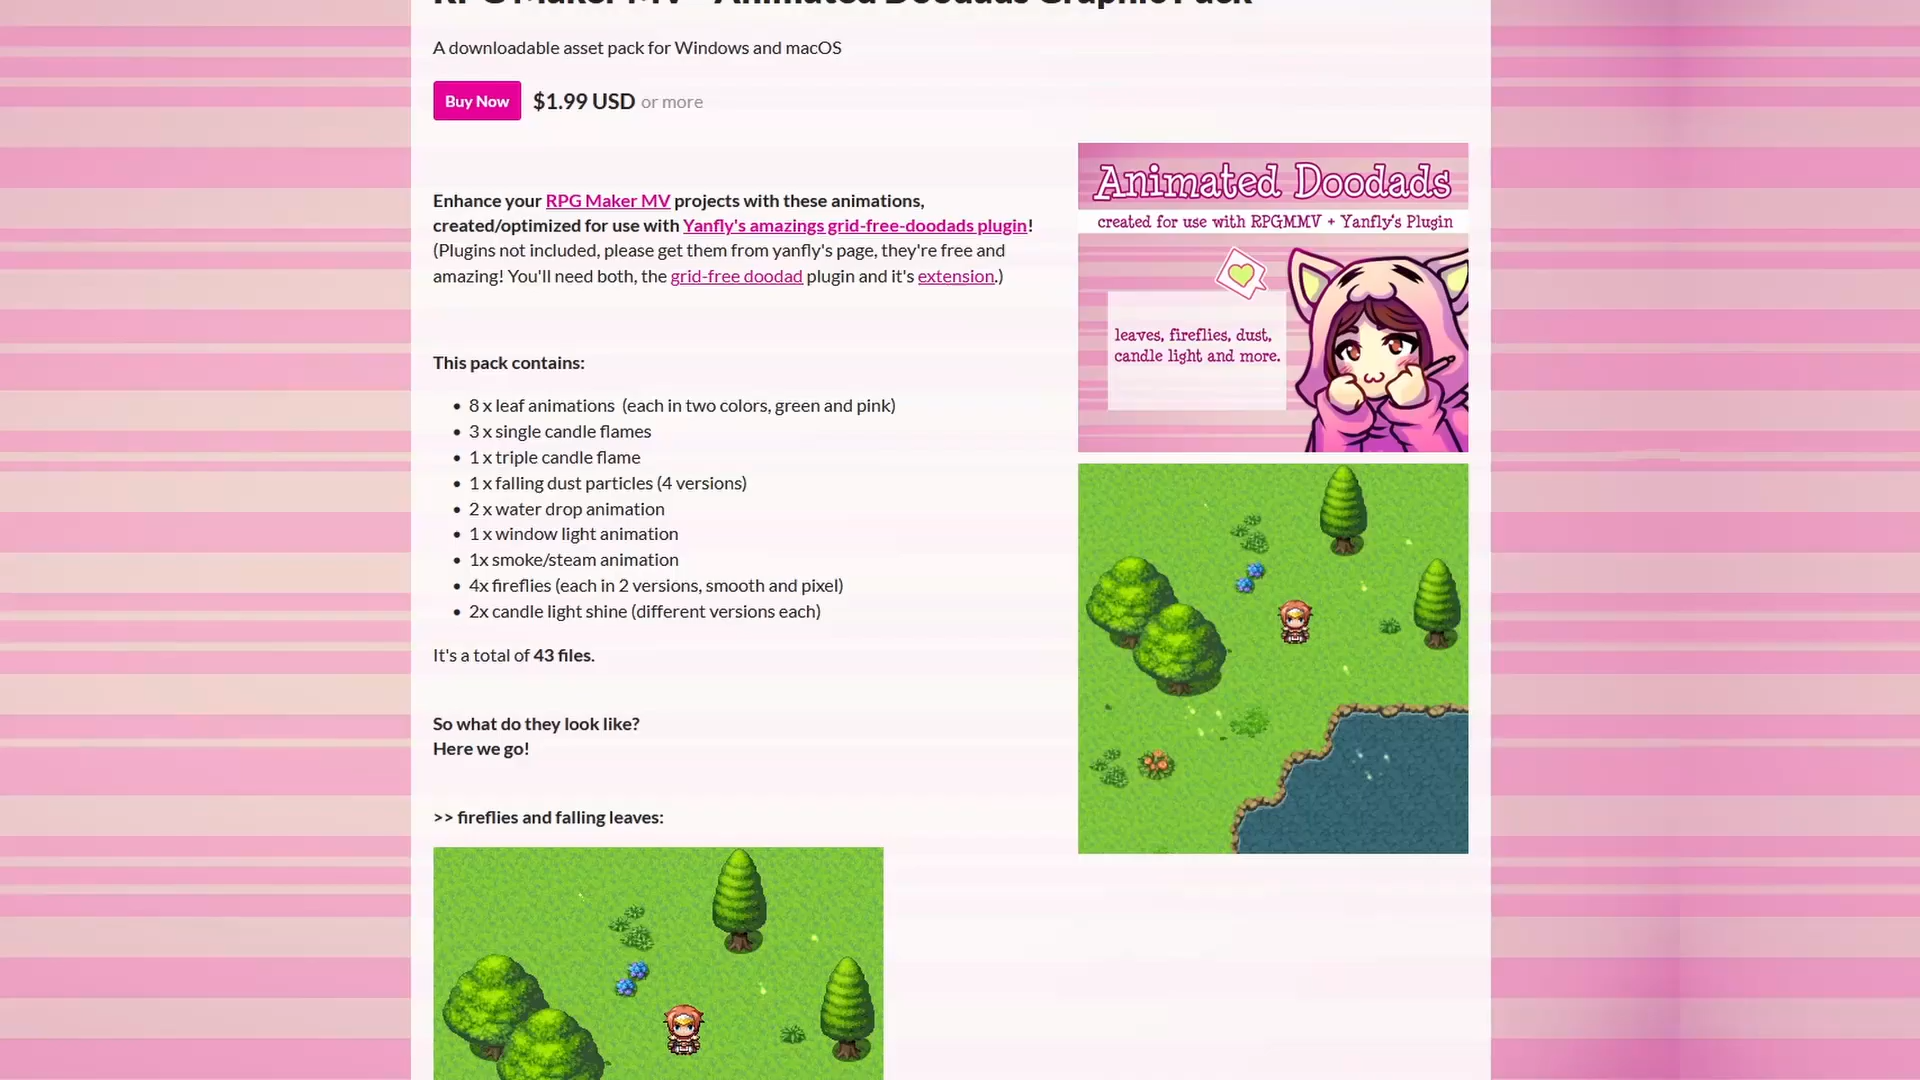 RPG Maker MV - Animated Doodads Graphic Pack
A downloadable asset pack for Windows and macOS
Buy Now $1.99 USD or more
Enhance your RPG Maker MV projects with these animations,
created/optimized for use with Yanfly's amazings grid-free-doodads plugin!
(Plugins not included, please get them from yanfly's page, they're free and
amazing! You'll need both, the grid-free doodad plugin and it's extension.)
This pack contains:
• 8 x leaf animations (each in two colors, green and pink)
• 3 x single candle flames
• 1 x triple candle flame
• 1 x falling dust particles (4 versions)
• 2 x water drop animation
• 1 x window light animation
• 1x smoke/steam animation
• 4x fireflies (each in 2 versions, smooth and pixel)
• 2x candle light shine (different versions each)
It's a total of 43 files.
So what do they look like?
Here we go!
>> fireflies and falling leaves:
Animated Doodads
created for use with RPGMMV + Yanfly's Plugin
leaves, fireflies, dust,
candle light and more.